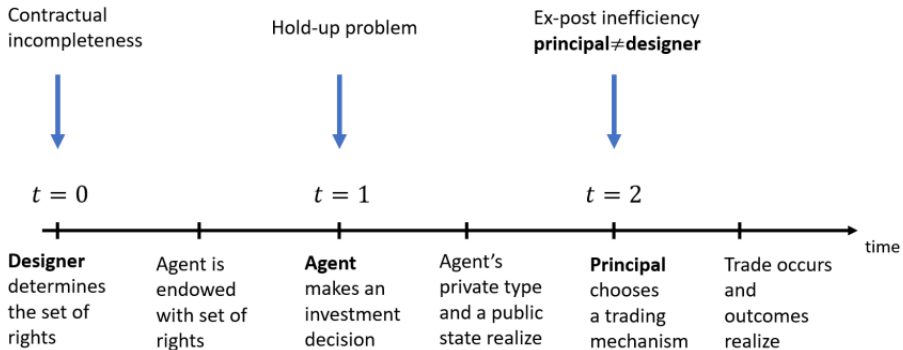 Contractual
incompleteness
Hold-up problem
Ex-post inefficiency
principal≠designer
t = 0
t = 1
t = 2
time
Designer
determines
the set of
rights
Agent is
endowed
with set of
rights
Agent
makes an
investment
decision
Agent's
private type
and a public
state realize
Principal
chooses
a trading
mechanism
Trade occurs
and
outcomes
realize